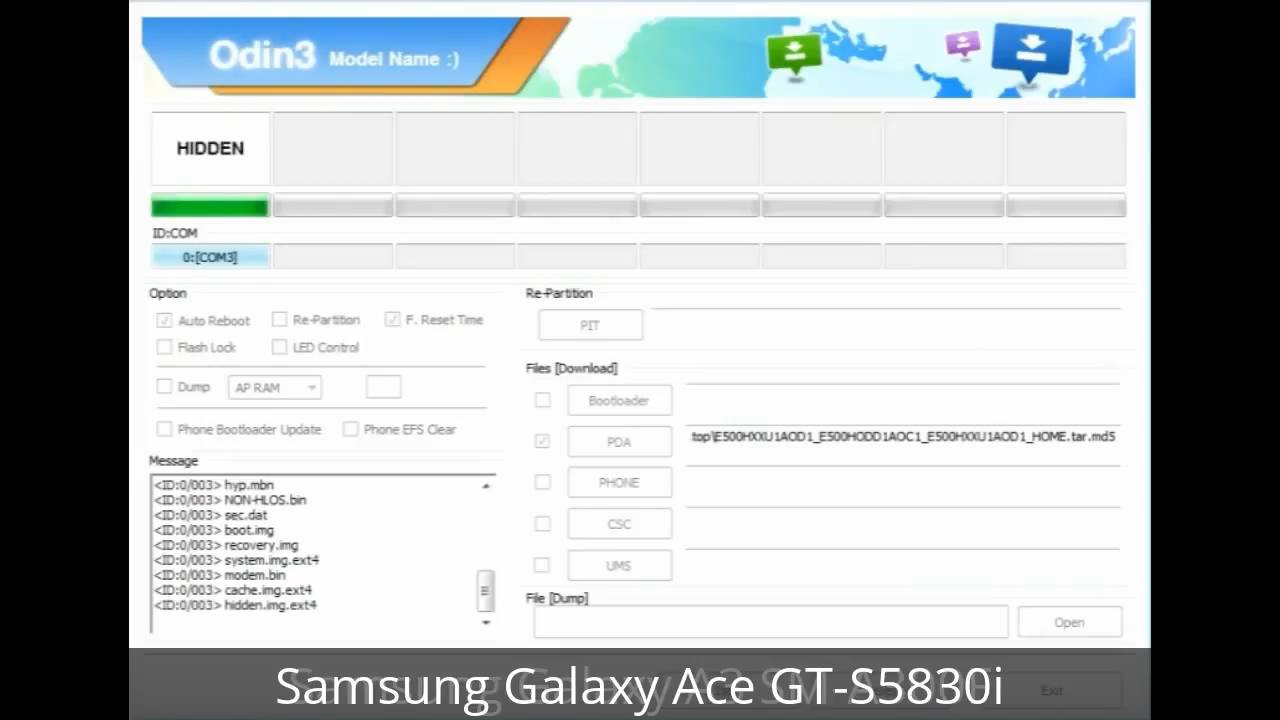 Odin3 Model Name :)
HIDDEN
ID:COM
0:[COM3]
Option
Auto Reboot Re-Partition F. Reset Time
Flash Lock LED Control
Dump AP RAM
Phone Bootloader Update Phone EFS Clear
Message
<ID:0/003> hyp.mbn
<ID:0/003> NON-HLOS.bin
<ID:0/003> sec.dat
<ID:0/003> boot.img
<ID:0/003> recovery.img
<ID:0/003> system.img.ext4
<ID:0/003> modem.bin
<ID:0/003> cache.img.ext4
<ID:0/003> hidden.img.ext4
Re-Partition
PIT
Files [Download]
Bootloader
PDA top\E500HXXU1AOD1_E500HODD1AOC1_E500HXXU1AOD1_HOME.tar.md5
PHONE
CSC
UMS
File [Dump]
Open
Exit
Samsung Galaxy Ace GT-S5830i